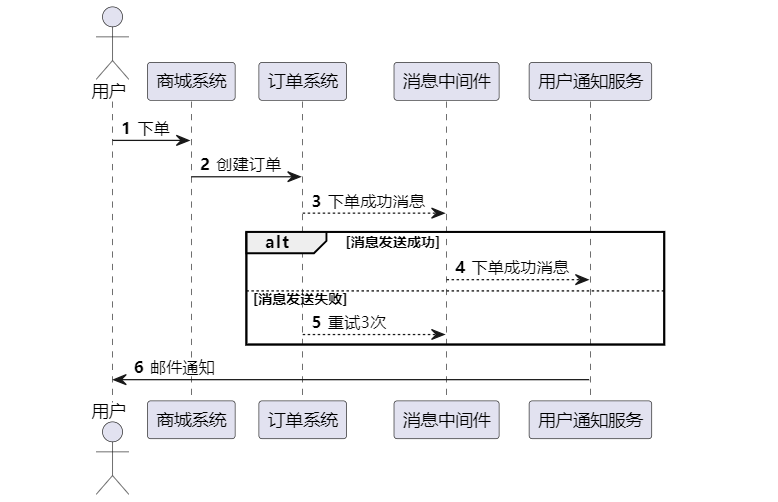 用户
商城系统
订单系统
消息中间件
用户通知服务
1 下单
2 创建订单
3 下单成功消息
alt [消息发送成功]
4 下单成功消息
[消息发送失败]
5 重试3次
6 邮件通知
用户
商城系统
订单系统
消息中间件
用户通知服务